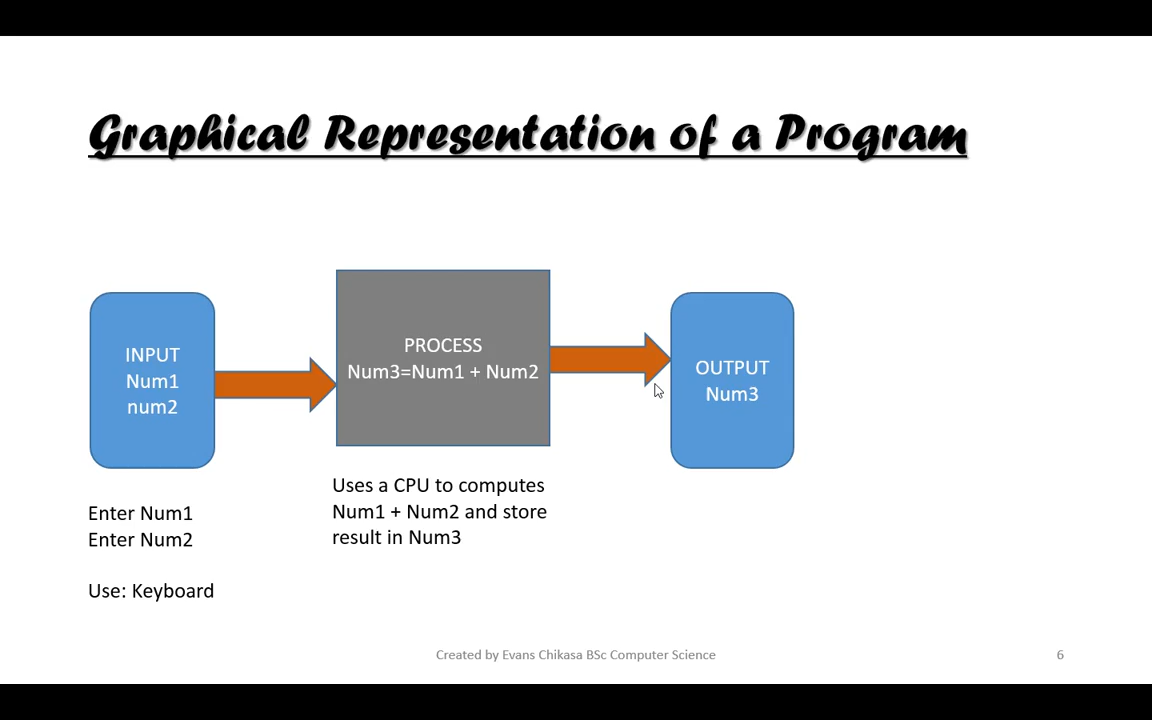 Graphical Representation of a Program
INPUT
Num1
num2
PROCESS
Num3=Num1 + Num2
OUTPUT
Num3
Enter Num1
Enter Num2
Use: Keyboard
Uses a CPU to computes
Num1 + Num2 and store
result in Num3
Created by Evans Chikasa BSc Computer Science
6